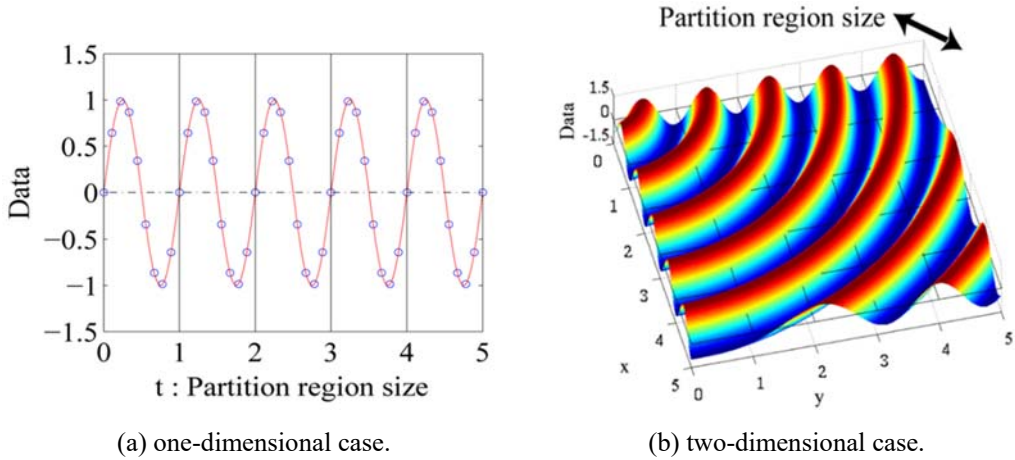 1.5
1
0.5
0
−0.5
−1
−1.5
Data
0 1 2 3 4 5
t : Partition region size
(a) one-dimensional case.
Partition region size
1.5
0
-1.5
Data
0
1
2
3
4
5
x
0 1 2 3 4 5
y
(b) two-dimensional case.